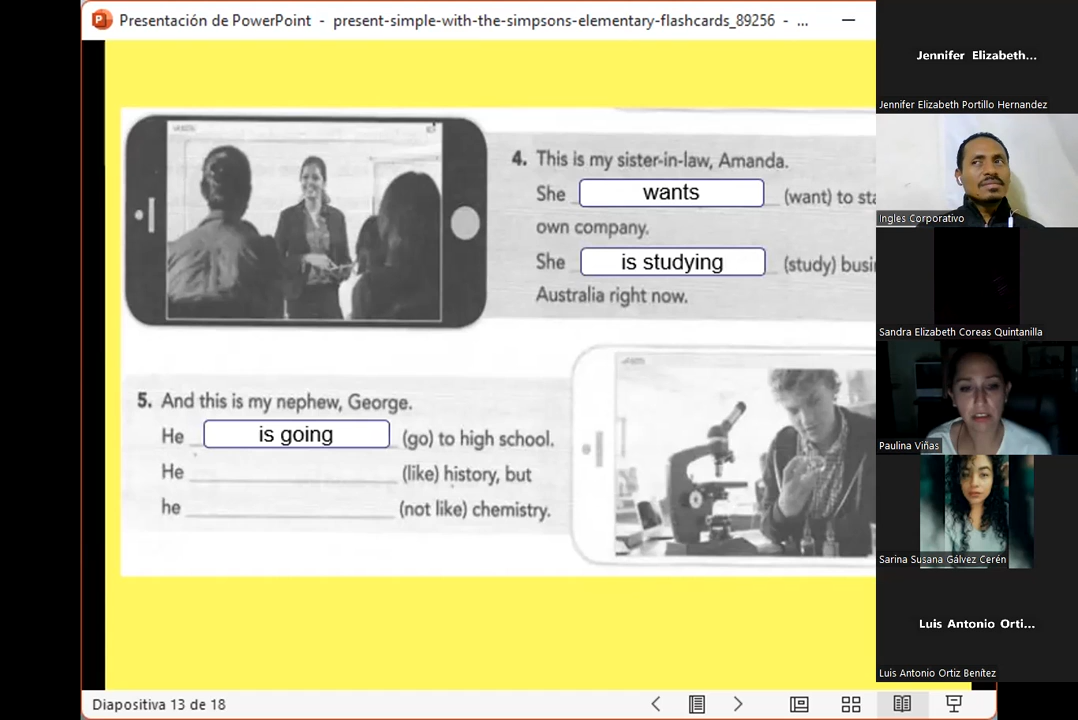 Presentación de PowerPoint - present-simple-with-the-simpsons-elementary-flashcards_89256 - ...
4. This is my sister-in-law, Amanda.
She wants (want) to sta
own company.
She is studying (study) busi
Australia right now.
5. And this is my nephew, George.
He is going (go) to high school.
He (like) history, but
he (not like) chemistry.
Diapositiva 13 de 18
Jennifer Elizabeth...
Jennifer Elizabeth Portillo Hernandez
Ingles Corporativo
Sandra Elizabeth Coreas Quintanilla
Paulina Viñas
Sarina Susana Gálvez Cerén
Luis Antonio Orti...
Luis Antonio Ortiz Benítez